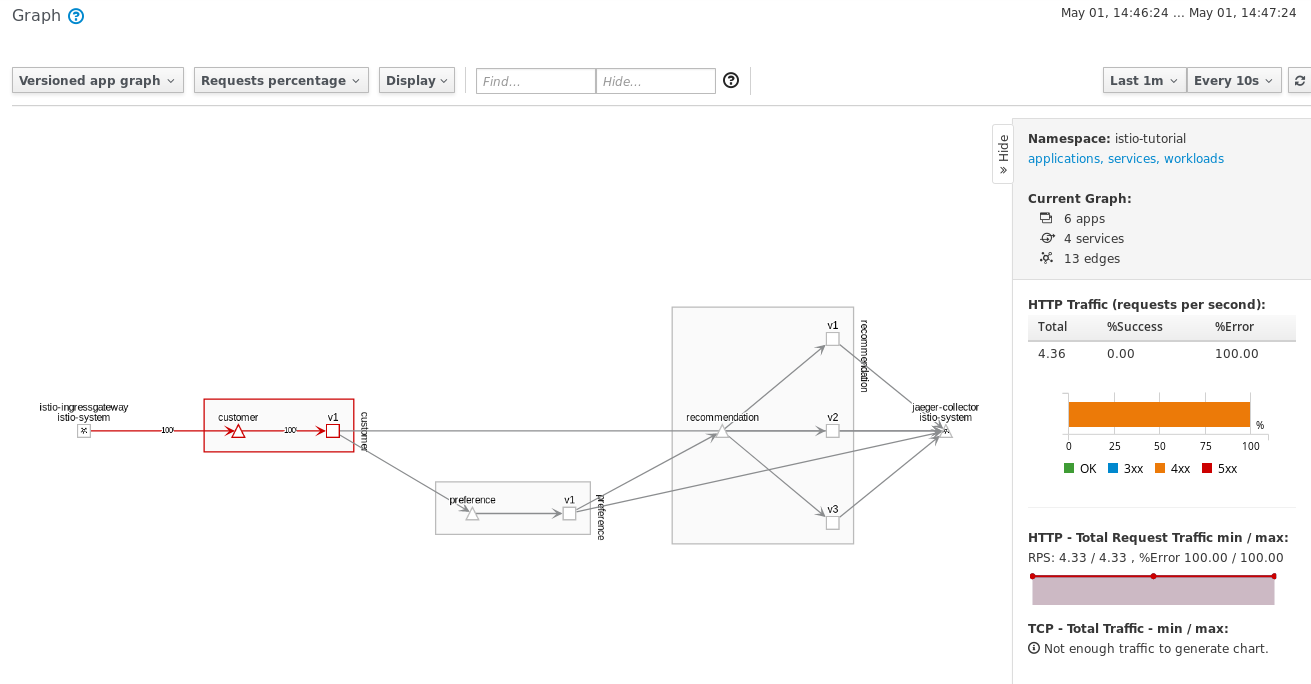 Graph
May 01, 14:46:24 ... May 01, 14:47:24
Versioned app graph
Requests percentage
Display
Find...
Hide...
Last 1m
Every 10s
» Hide
Namespace: istio-tutorial
applications, services, workloads
Current Graph:
6 apps
4 services
13 edges
HTTP Traffic (requests per second):
Total %Success %Error
4.36 0.00 100.00
%
0 25 50 75 100
OK 3xx 4xx 5xx
HTTP - Total Request Traffic min / max:
RPS: 4.33 / 4.33 , %Error 100.00 / 100.00
TCP - Total Traffic - min / max:
Not enough traffic to generate chart.
istio-ingressgateway
istio-system
100
customer
100
v1
customer
preference
v1
preference
recommendation
v1
v2
v3
recommendation
jaeger-collector
istio-system